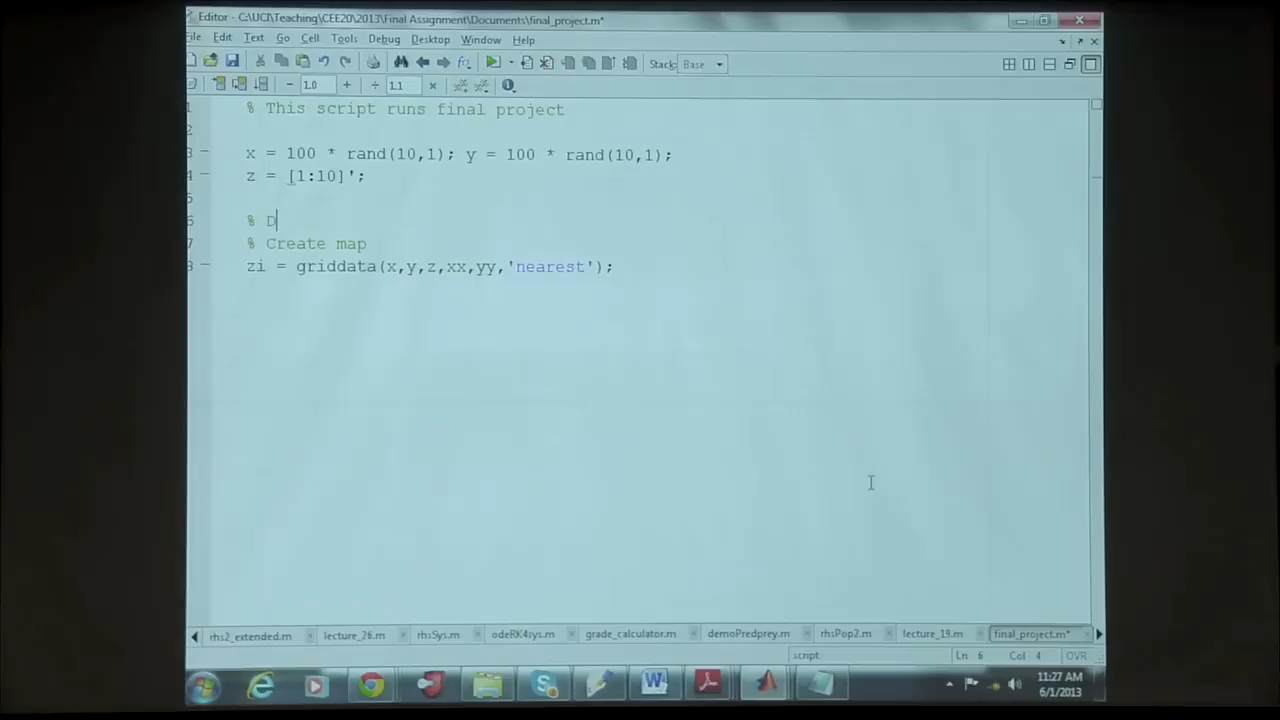 Editor - C:\UCI\Teaching\CEE20\2013\Final Assignment\Documents\final_project.m*
File Edit Text Go Cell Tools Debug Desktop Window Help
Stack: Base
1.0 1.1
1 % This script runs final project
2
3 x = 100 * rand(10,1); y = 100 * rand(10,1);
4 z = [1:10]';
5
6 % D
7 % Create map
8 zi = griddata(x,y,z,xx,yy,'nearest');
rhs2_extended.m lecture_26.m rhsSys.m odeRK4sys.m grade_calculator.m demoPredprey.m rhsPop2.m lecture_19.m final_project.m*
script Ln 6 Col 4 OVR
11:27 AM
6/1/2013